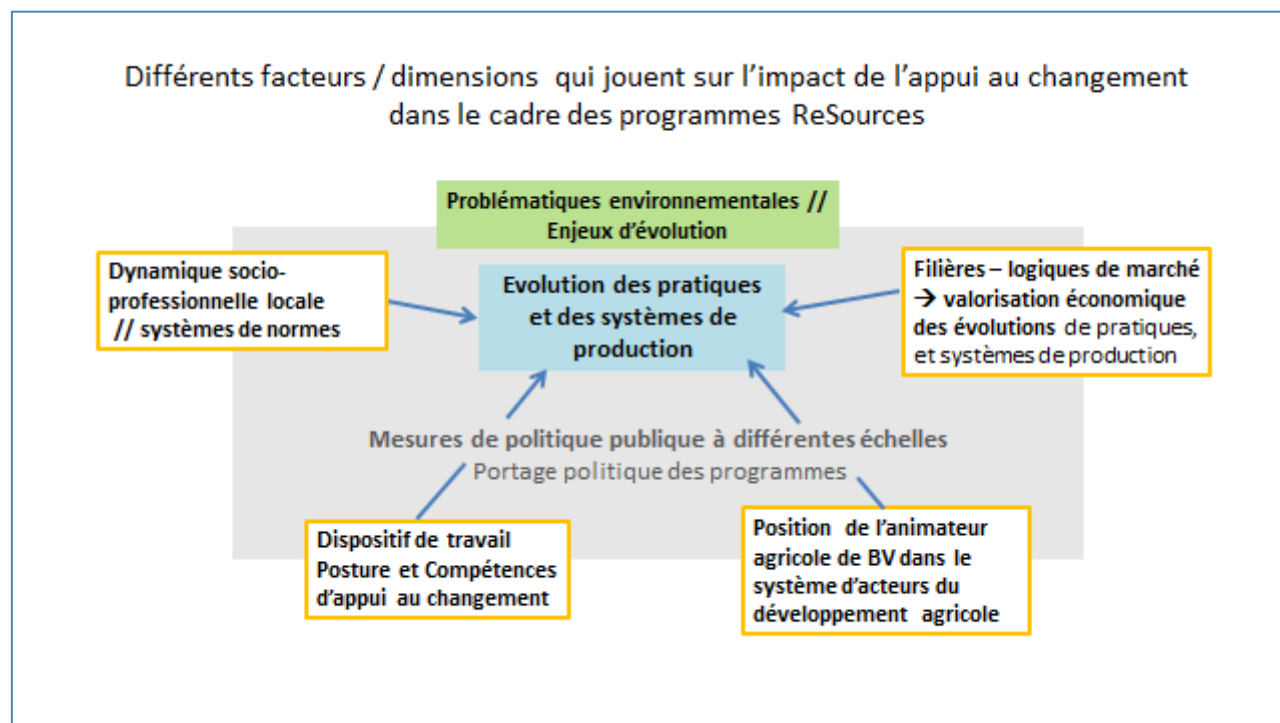 Différents facteurs / dimensions qui jouent sur l'impact de l'appui au changement
dans le cadre des programmes ReSources
Problématiques environnementales //
Enjeux d'évolution
Dynamique socio-
professionnelle locale
// systèmes de normes
Evolution des pratiques
et des systèmes de
production
Filières – logiques de marché
→ valorisation économique
des évolutions de pratiques,
et systèmes de production
Mesures de politique publique à différentes échelles
Portage politique des programmes
Dispositif de travail
Posture et Compétences
d'appui au changement
Position de l'animateur
agricole de BV dans le
système d'acteurs du
développement agricole